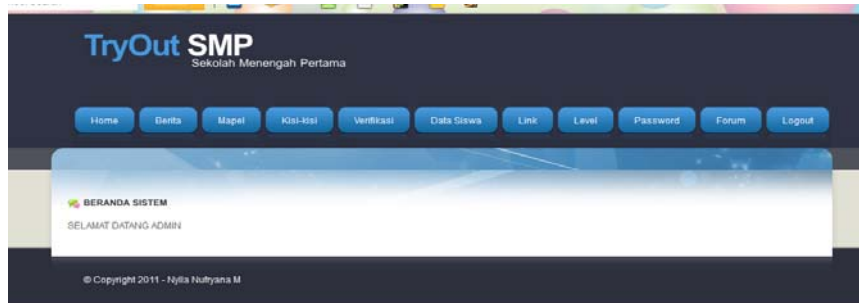 TryOut SMP
Sekolah Menengah Pertama
Home Berita Mapel Kisi-kisi Verifikasi Data Siswa Link Level Password Forum Logout
BERANDA SISTEM
SELAMAT DATANG ADMIN
© Copyright 2011 - Nylla Nufryana M